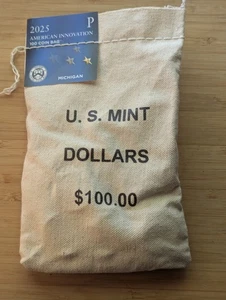 2025 P
AMERICAN INNOVATION
100 COIN BAG
MICHIGAN
U. S. MINT
DOLLARS
$100.00